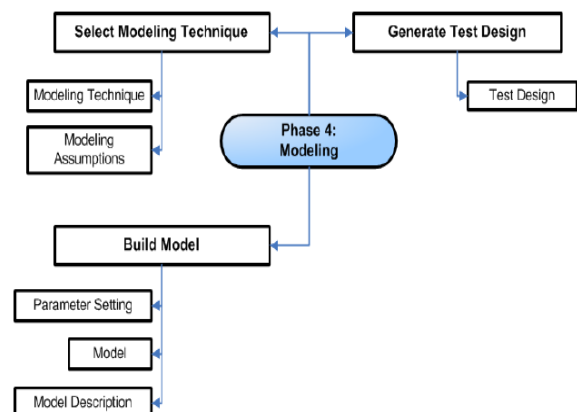 Select Modeling Technique
Generate Test Design
Modeling Technique
Test Design
Modeling
Assumptions
Phase 4:
Modeling
Build Model
Parameter Setting
Model
Model Description